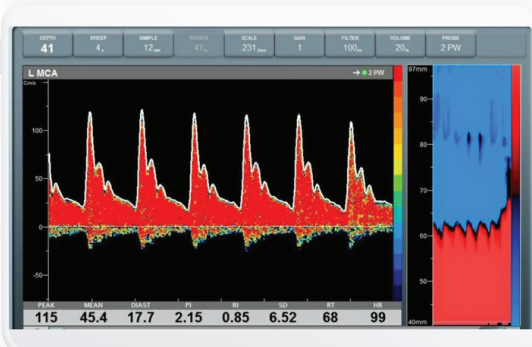 DEPTH SWEEP SAMPLE POWER SCALE GAIN FILTER VOLUME PROBE
41 4 12 47 231 1 100 20 2 PW
L MCA → 2 PW
Cm/s
100
50
0
-50
97mm
90
80
70
60
50
40mm
PEAK MEAN DIAST PI RI SD RT HR
115 45.4 17.7 2.15 0.85 6.52 68 99